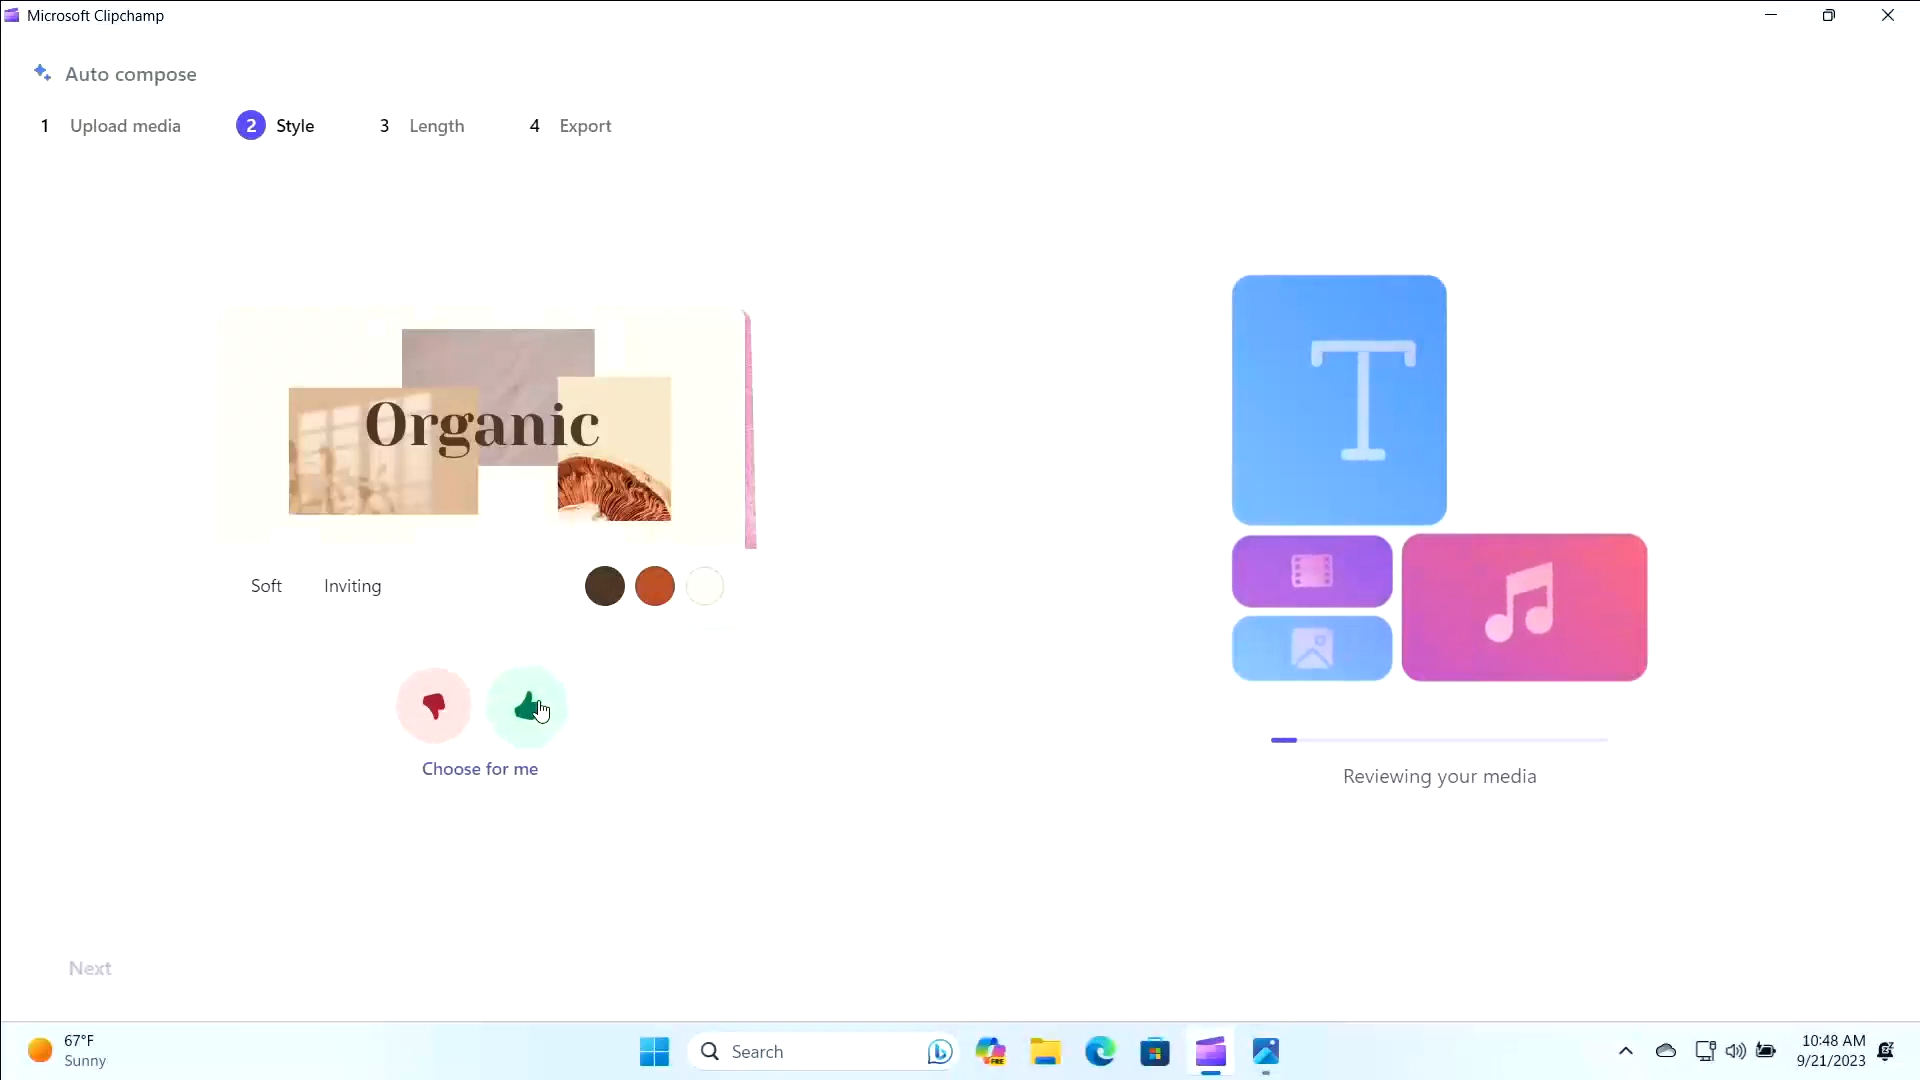 Microsoft Clipchamp
Auto compose
1 Upload media 2 Style 3 Length 4 Export
Organic
T
Soft Inviting
Choose for me
Reviewing your media
Next
67°F
Sunny
Search
10:48 AM
9/21/2023